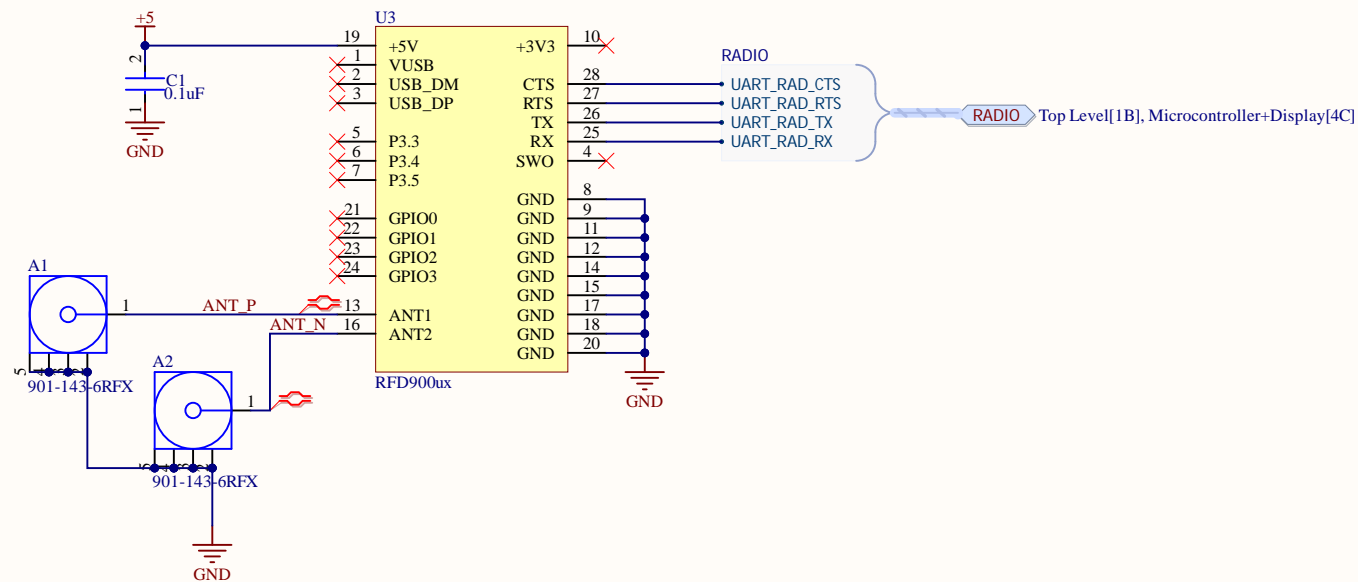 +5
2
C1
0.1uF
1
GND
U3
19 +5V
1 VUSB
2 USB_DM
3 USB_DP
5 P3.3
6 P3.4
7 P3.5
21 GPIO0
22 GPIO1
23 GPIO2
24 GPIO3
13 ANT1
16 ANT2
+3V3 10
CTS 28
RTS 27
TX 26
RX 25
SWO 4
GND 8
GND 9
GND 11
GND 12
GND 14
GND 15
GND 17
GND 18
GND 20
RFD900ux
GND
RADIO
UART_RAD_CTS
UART_RAD_RTS
UART_RAD_TX
UART_RAD_RX
RADIO Top Level[1B], Microcontroller+Display[4C]
A1
1
ANT_P
ANT_N
5
901-143-6RFX
A2
1
901-143-6RFX
GND